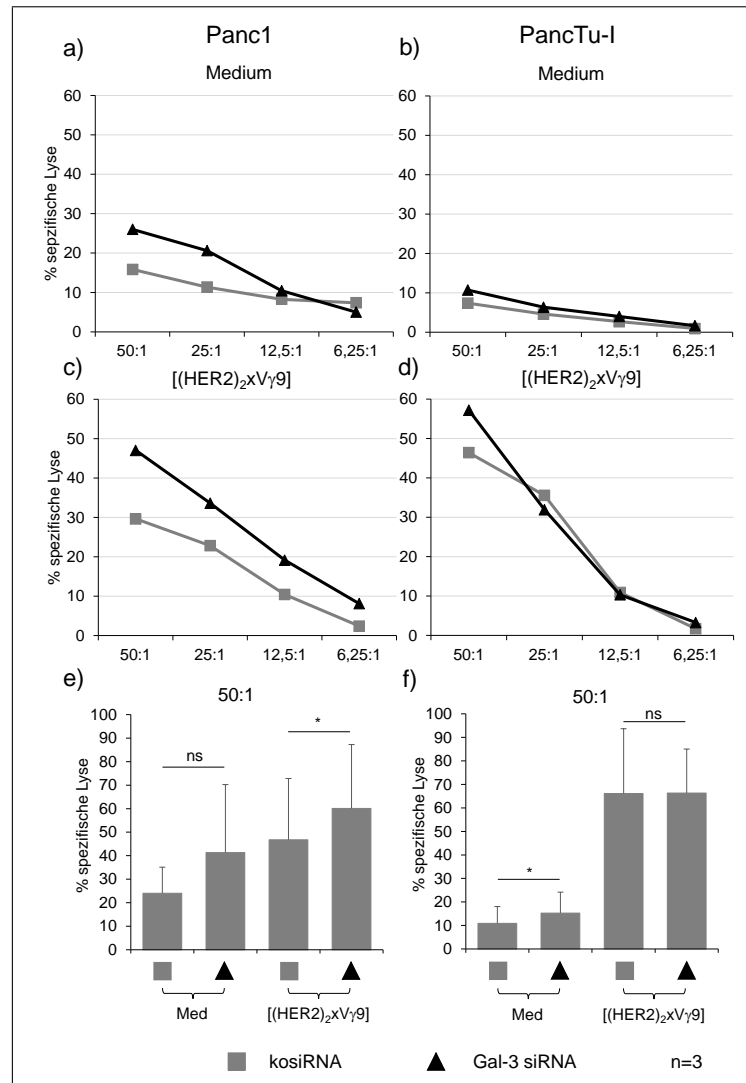 Panc1
PancTu-I
a)
b)
Medium
Medium
% sepzifische Lyse
60
50
40
30
20
10
0
50:1
25:1
12,5:1
6,25:1
60
50
40
30
20
10
0
50:1
25:1
12,5:1
6,25:1
c)
[(HER2)₂xVγ9]
d)
[(HER2)₂xVγ9]
% spezifische Lyse
60
50
40
30
20
10
0
50:1
25:1
12,5:1
6,25:1
60
50
40
30
20
10
0
50:1
25:1
12,5:1
6,25:1
e)
50:1
% spezifische Lyse
100
90
80
70
60
50
40
30
20
10
0
ns
*
Med
[(HER2)₂xVγ9]
f)
50:1
% spezifische Lyse
100
90
80
70
60
50
40
30
20
10
0
*
ns
Med
[(HER2)₂xVγ9]
kosiRNA
Gal-3 siRNA
n=3